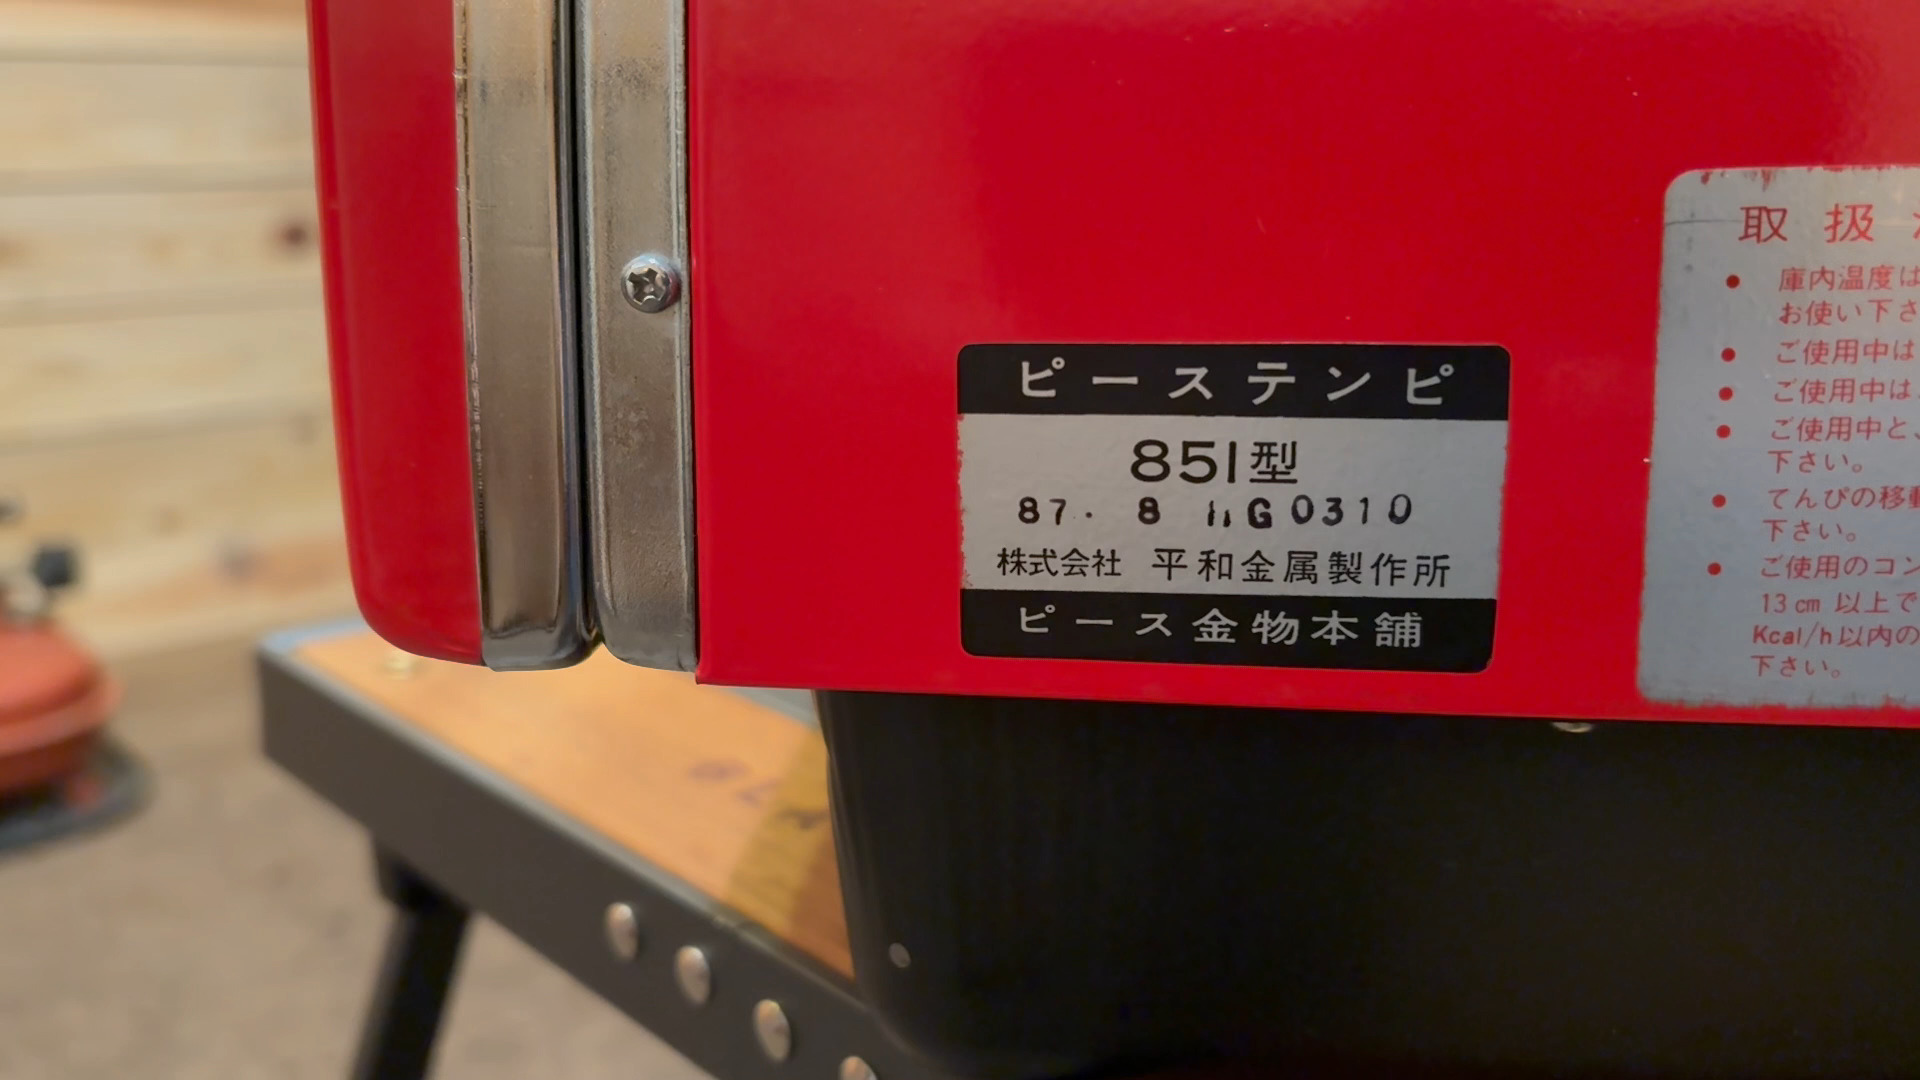 ピーステンピ
851型
87. 8 G0310
株式会社 平和金属製作所
ピース金物本舗
取扱
● 庫内温度は
お使い下さ
● ご使用中は
● ご使用中は、
● ご使用中と、
下さい。
● てんぴの移動
下さい。
● ご使用のコン
13cm 以上で
Kcal/h以内の
下さい。